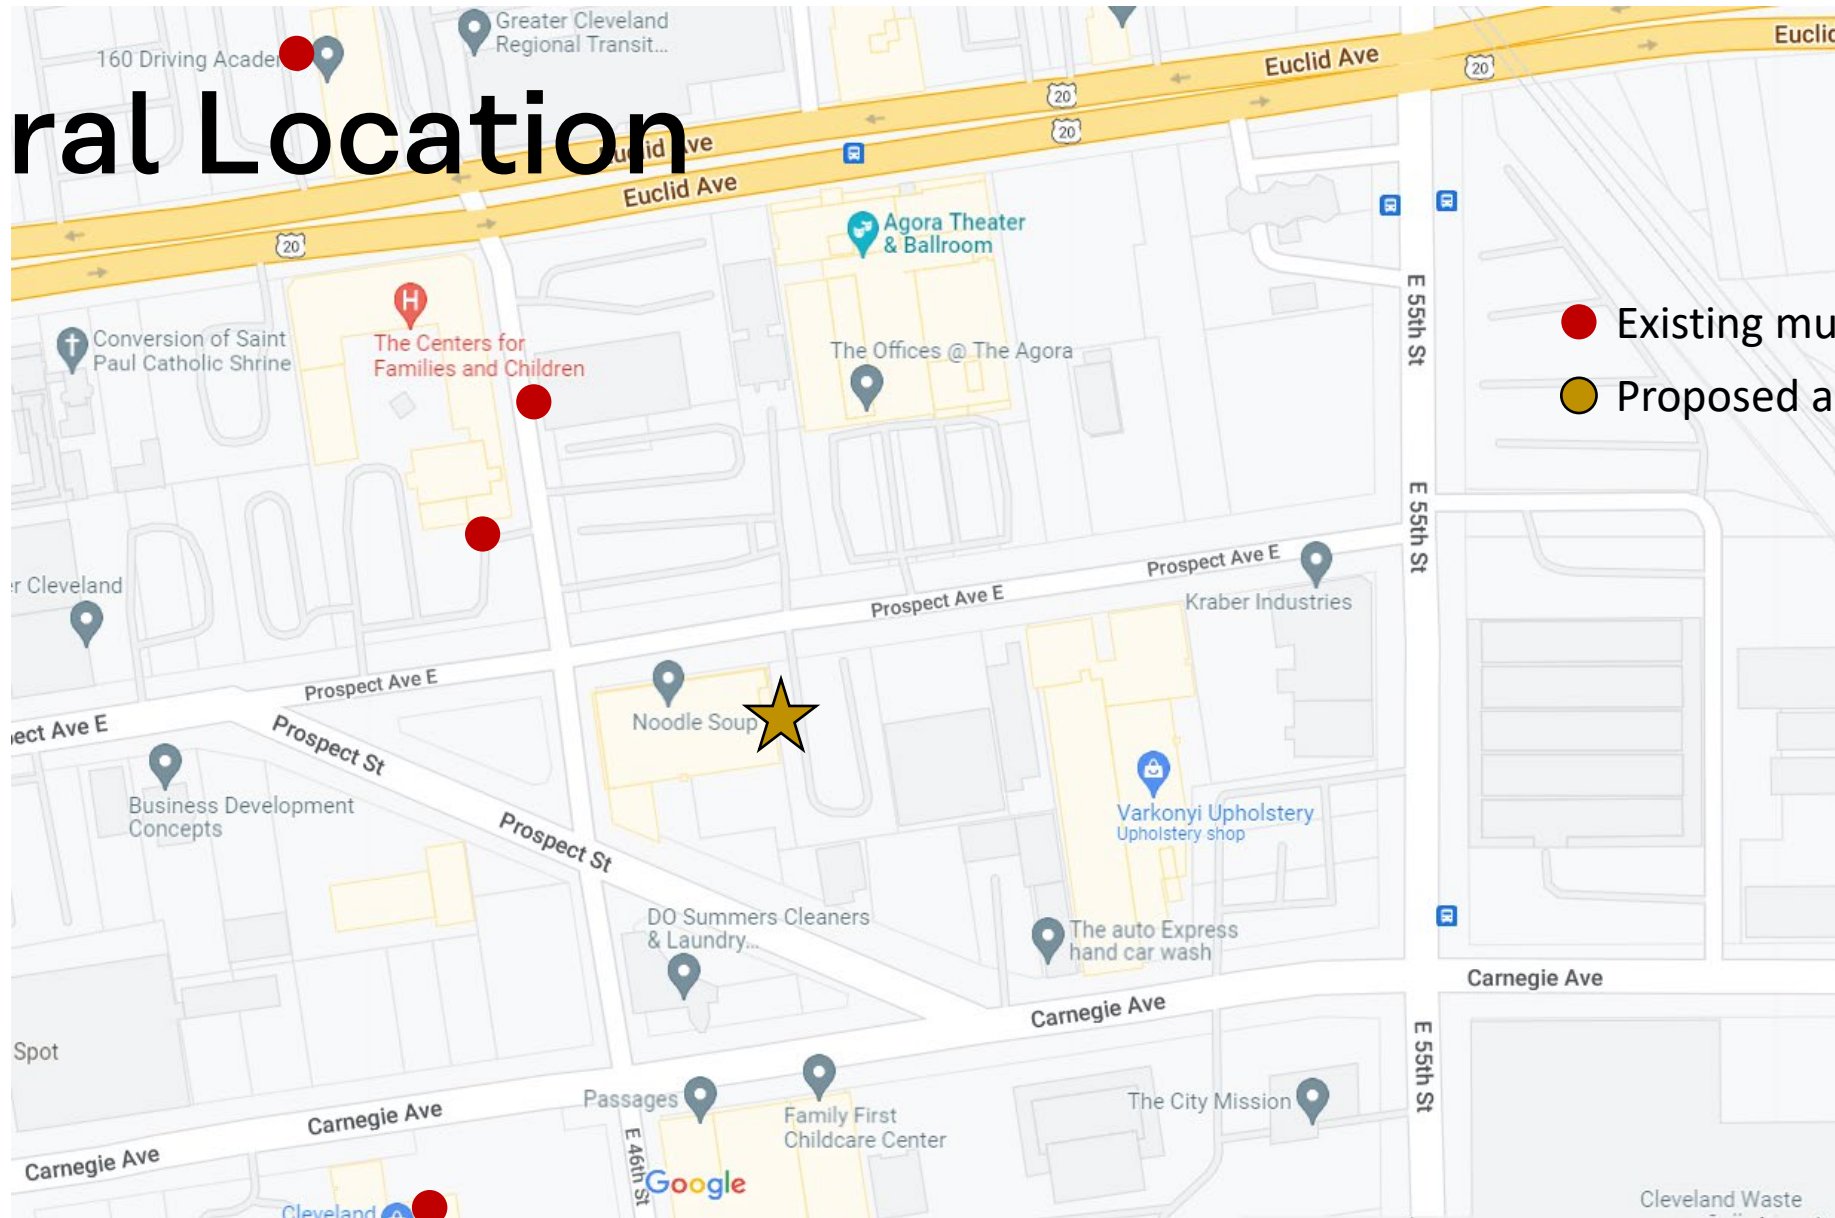 Greater Cleveland
Regional Transit...
160 Driving Acade
ral Location
Euclid Ave
Euclid
20
20
20
Euclid Ave
Euclid Ave
20
Agora Theater
& Ballroom
E 55th St
Conversion of Saint
Paul Catholic Shrine
H
The Centers for
Families and Children
The Offices @ The Agora
Existing mu
Proposed a
E 55th St
r Cleveland
Prospect Ave E
Prospect Ave E
Kraber Industries
Prospect Ave E
ect Ave E
Prospect St
Noodle Soup
Business Development
Concepts
Prospect St
Varkonyi Upholstery
Upholstery shop
DO Summers Cleaners
& Laundry...
The auto Express
hand car wash
Carnegie Ave
Carnegie Ave
Spot
E 55th St
Passages
Family First
Childcare Center
The City Mission
Carnegie Ave
Carnegie Ave
E 46th St
Google
Cleveland
Cleveland Waste